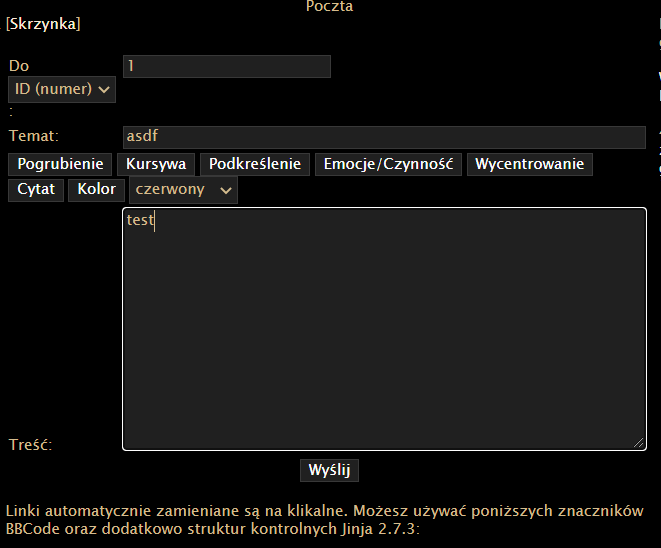 Poczta
[Skrzynka]
Do
1
ID (numer)
:
Temat:
asdf
Pogrubienie Kursywa Podkreślenie Emocje/Czynność Wycentrowanie
Cytat Kolor czerwony
test
Treść:
Wyślij
Linki automatycznie zamieniane są na klikalne. Możesz używać poniższych znaczników
BBCode oraz dodatkowo struktur kontrolnych Jinja 2.7.3: